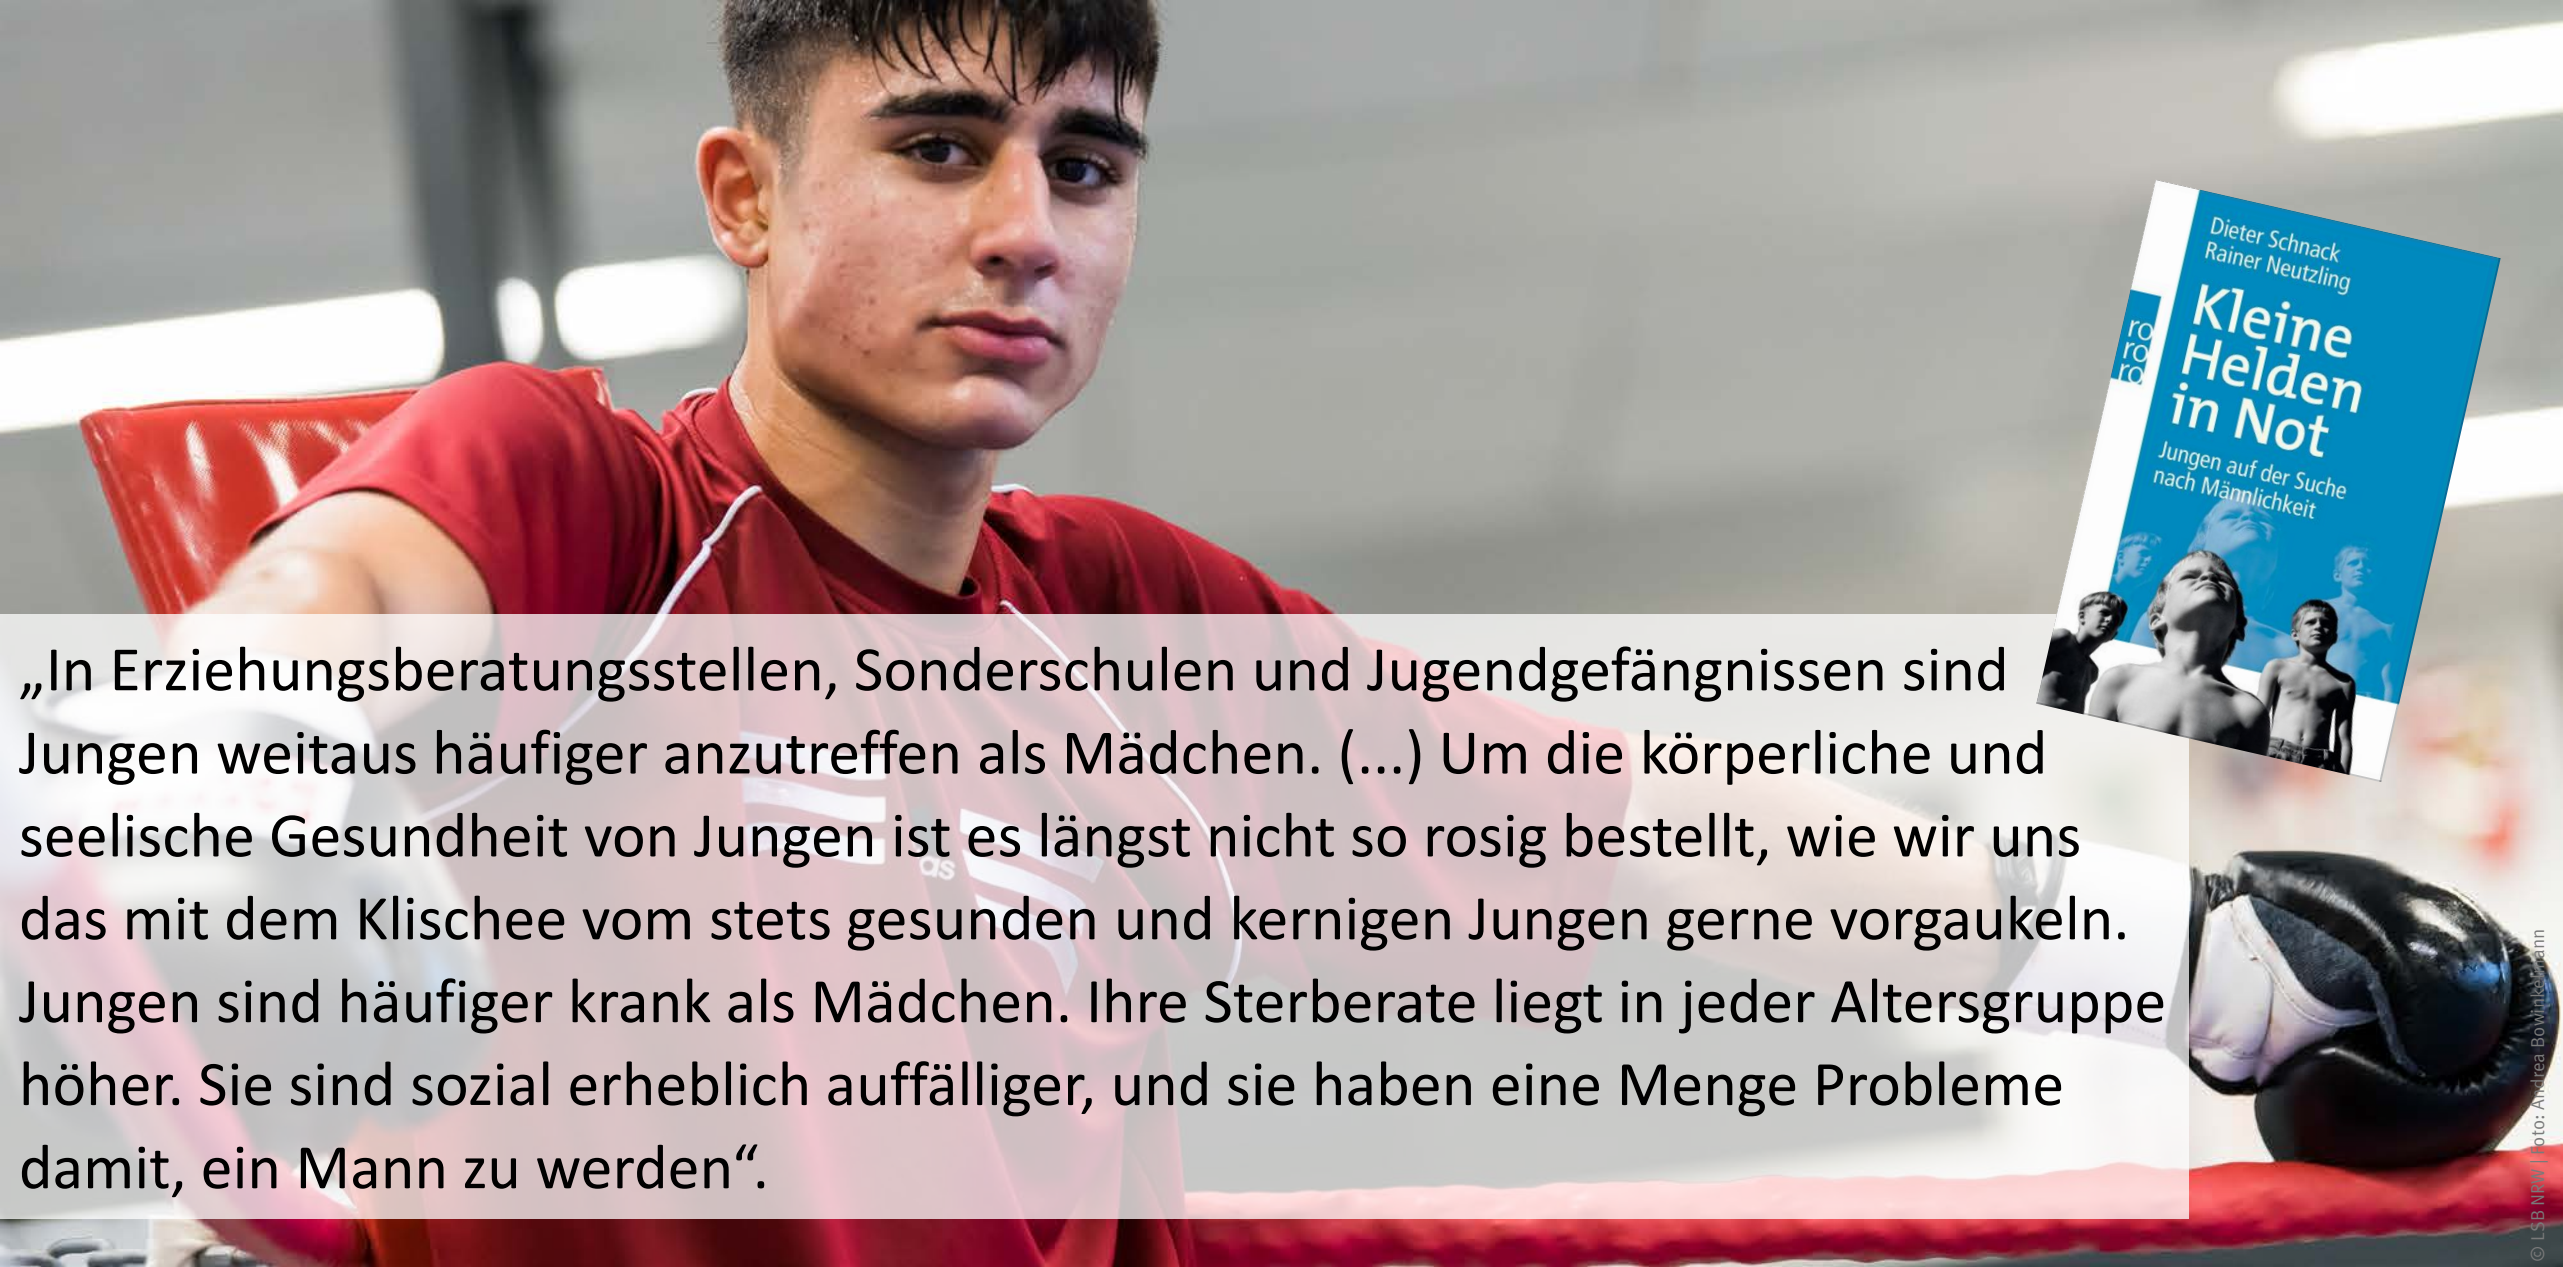 Dieter Schnack
Rainer Neutzling
Kleine
Helden
in Not
Jungen auf der Suche
nach Männlichkeit
ro
ro
ro
„In Erziehungsberatungsstellen, Sonderschulen und Jugendgefängnissen sind
Jungen weitaus häufiger anzutreffen als Mädchen. (...) Um die körperliche und
seelische Gesundheit von Jungen ist es längst nicht so rosig bestellt, wie wir uns
das mit dem Klischee vom stets gesunden und kernigen Jungen gerne vorgaukeln.
Jungen sind häufiger krank als Mädchen. Ihre Sterberate liegt in jeder Altersgruppe
höher. Sie sind sozial erheblich auffälliger, und sie haben eine Menge Probleme
damit, ein Mann zu werden“.
© LSB NRW | Foto: Andrea Bowinkelmann